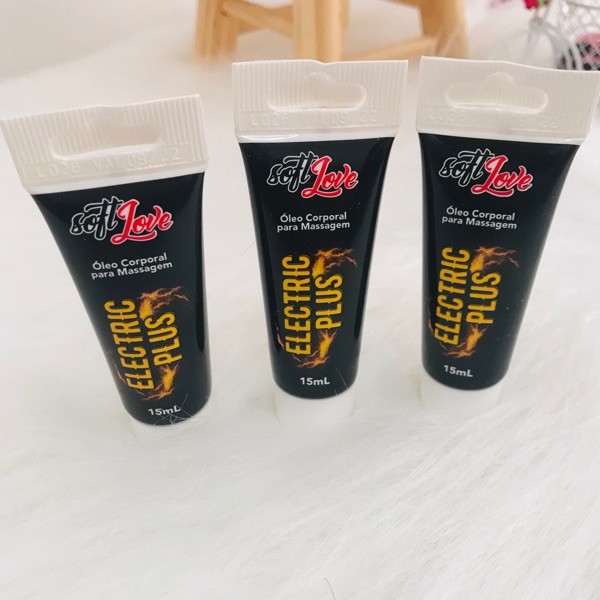 soft Love
Óleo Corporal
para Massagem
ELECTRIC
PLUS
15mL
soft Love
Óleo Corporal
para Massagem
ELECTRIC
PLUS
15mL
soft Love
Óleo Corporal
para Massagem
ELECTRIC
PLUS
15mL